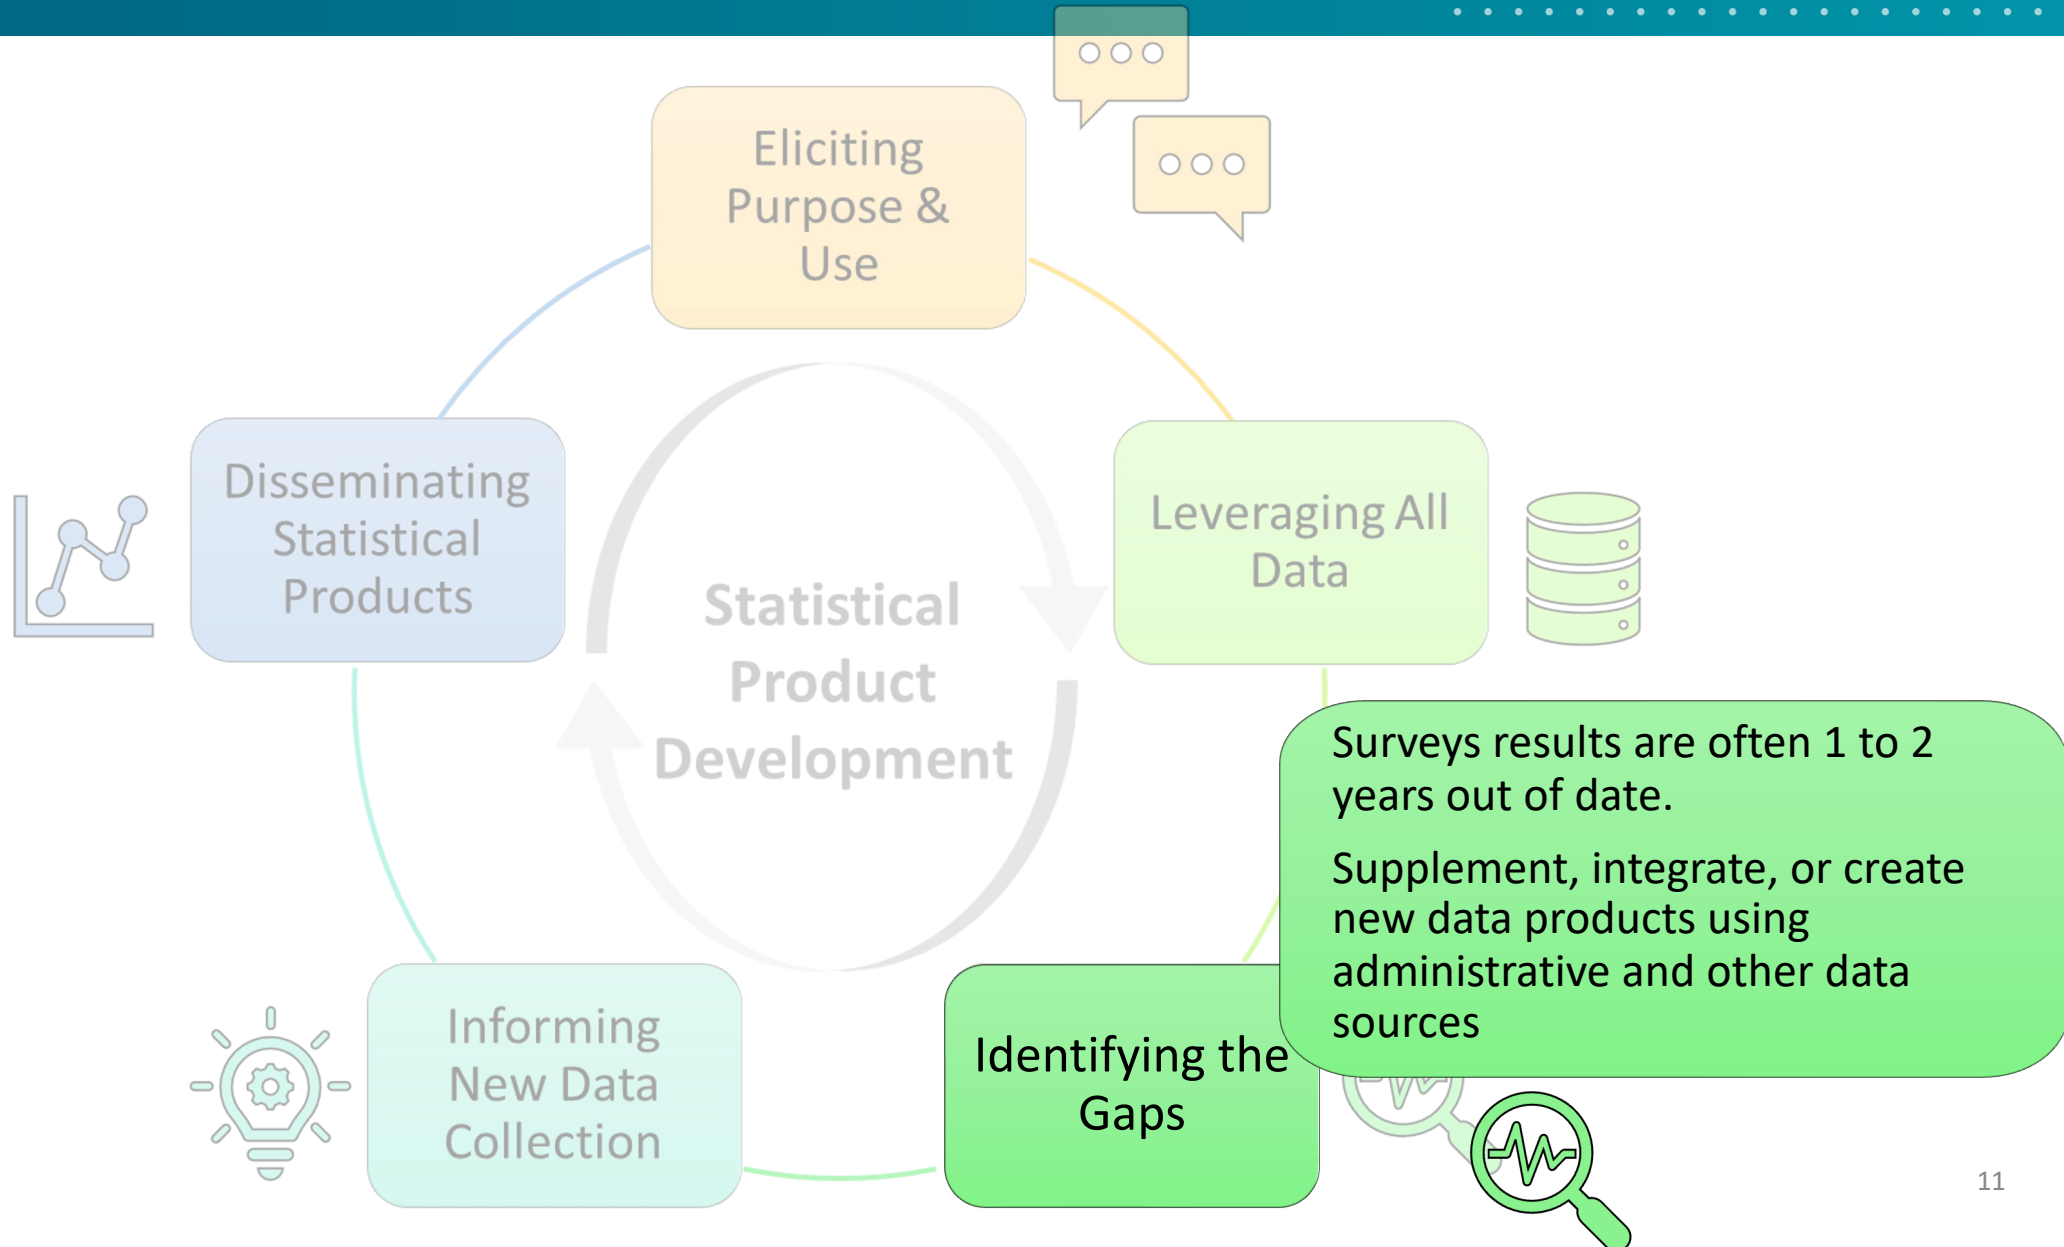 Eliciting
Purpose &
Use
Leveraging All
Data
Disseminating
Statistical
Products
Statistical
Product
Development
Surveys results are often 1 to 2
years out of date.
Supplement, integrate, or create
new data products using
administrative and other data
sources
Identifying the
Gaps
Informing
New Data
Collection
11